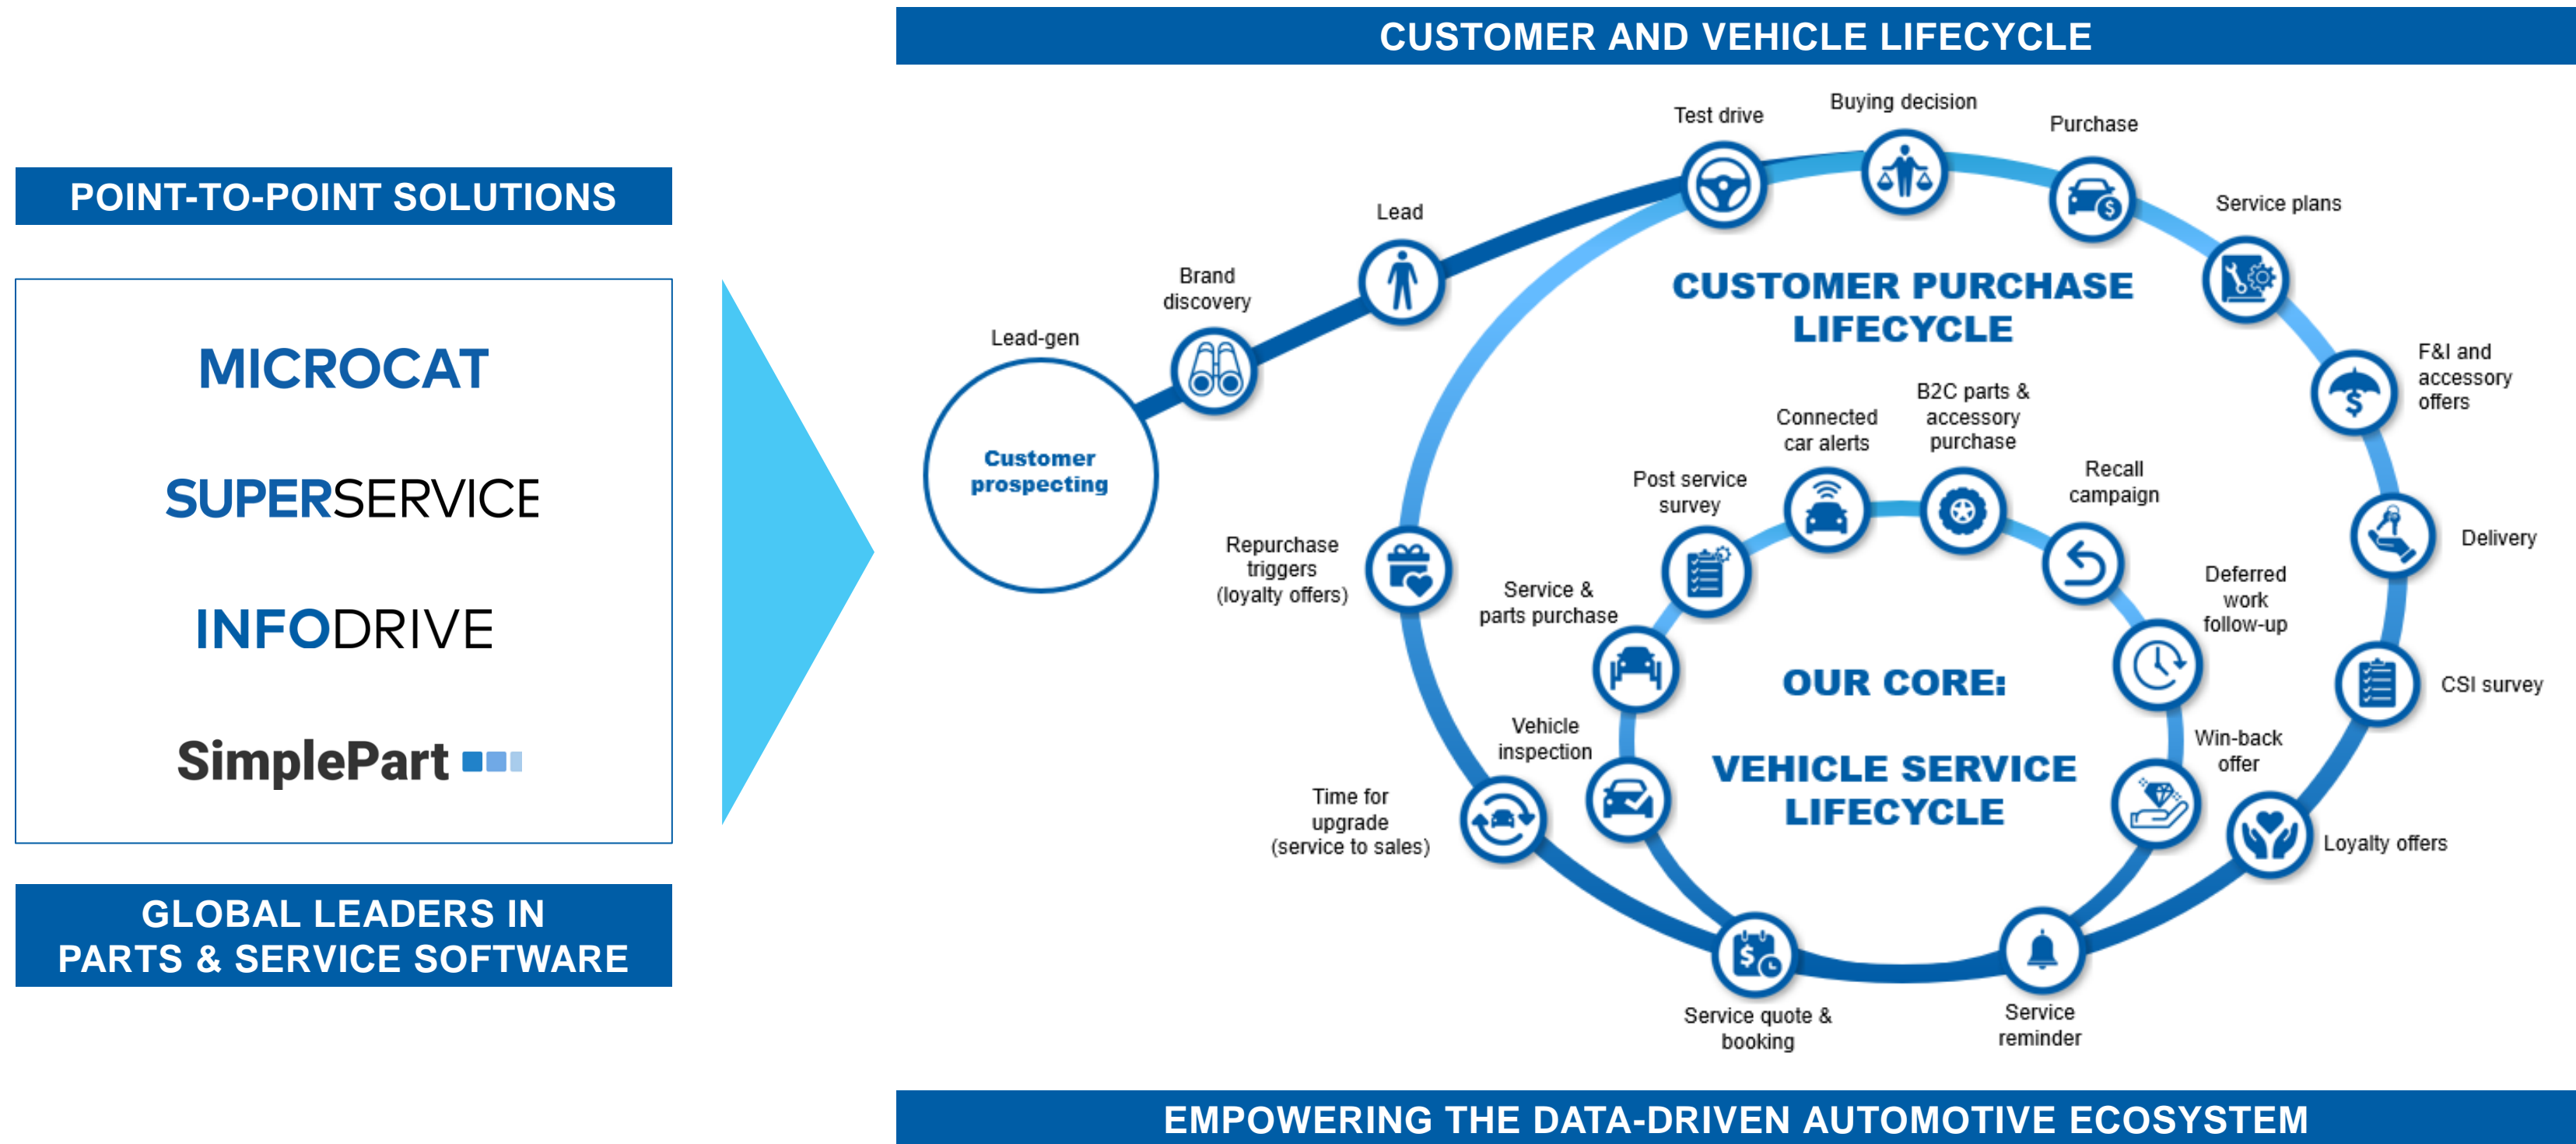 CUSTOMER AND VEHICLE LIFECYCLE
POINT-TO-POINT SOLUTIONS
MICROCAT
SUPERSERVICE
INFODRIVE
SimplePart
GLOBAL LEADERS IN
PARTS & SERVICE SOFTWARE
Lead-gen
Customer
prospecting
Brand
discovery
Lead
Test drive
Buying decision
Purchase
Service plans
F&I and
accessory
offers
Delivery
CSI survey
Loyalty offers
Service
reminder
Service quote &
booking
Time for
upgrade
(service to sales)
Repurchase
triggers
(loyalty offers)
CUSTOMER PURCHASE
LIFECYCLE
Vehicle
inspection
Service &
parts purchase
Post service
survey
Connected
car alerts
B2C parts &
accessory
purchase
Recall
campaign
Deferred
work
follow-up
Win-back
offer
OUR CORE:
VEHICLE SERVICE
LIFECYCLE
EMPOWERING THE DATA-DRIVEN AUTOMOTIVE ECOSYSTEM